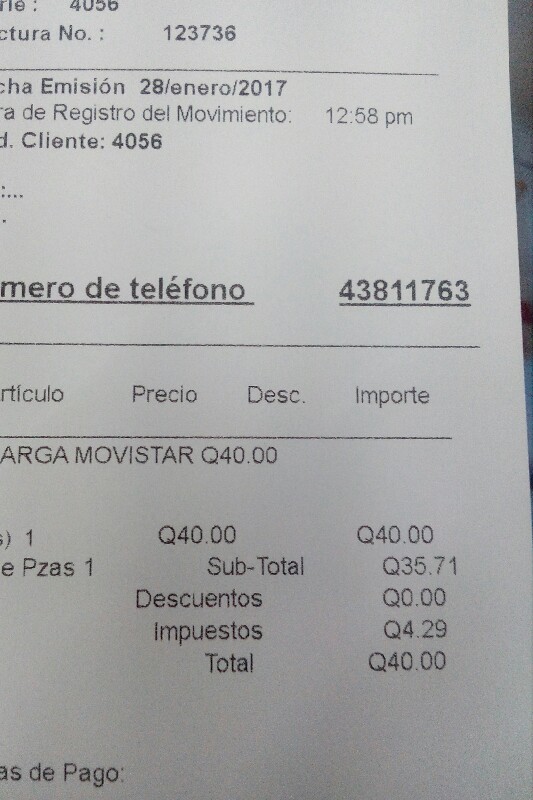 rie : 4056
ctura No. : 123736
cha Emisión 28/enero/2017
ra de Registro del Movimiento: 12:58 pm
d. Cliente: 4056
:...
.
mero de teléfono 43811763
rtículo Precio Desc. Importe
ARGA MOVISTAR Q40.00
s) 1 Q40.00 Q40.00
e Pzas 1 Sub-Total Q35.71
Descuentos Q0.00
Impuestos Q4.29
Total Q40.00
as de Pago: